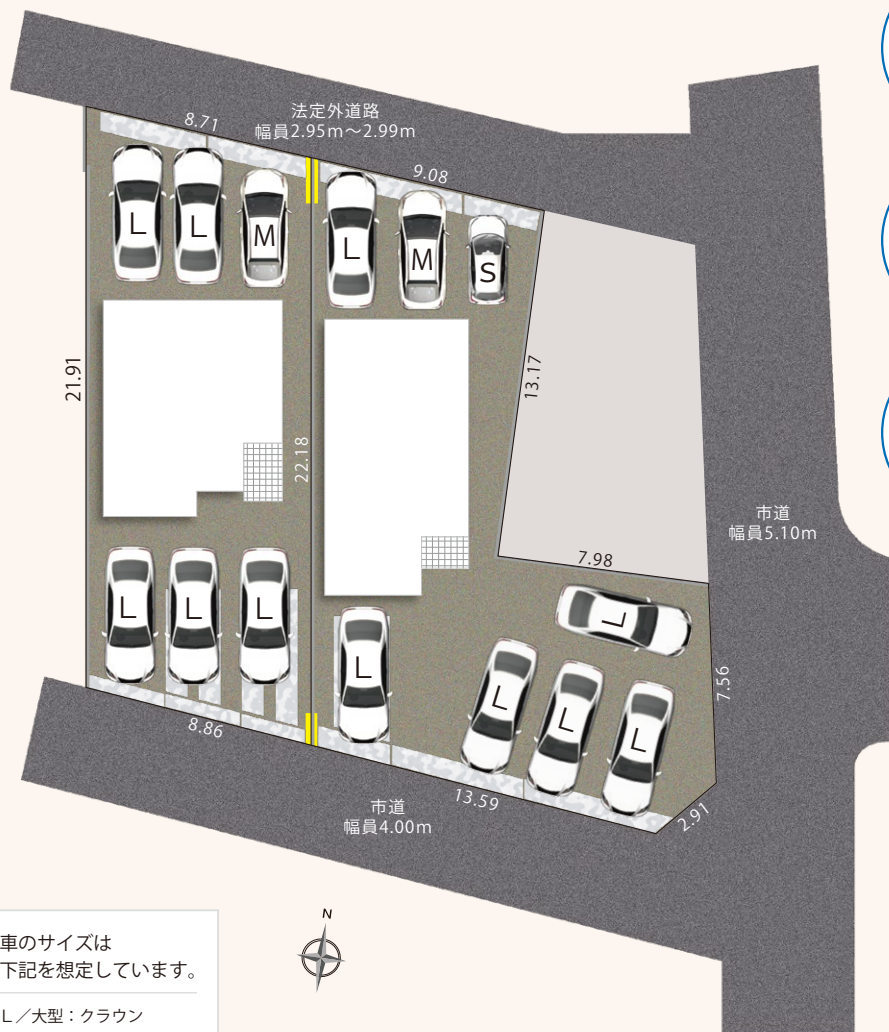 8.71
法定外道路
幅員2.95m～2.99m
9.08
L
L
M
L
M
S
21.91
22.18
13.17
7.98
市道
幅員5.10m
L
L
L
L
L
L
L
L
7.56
8.86
13.59
2.91
市道
幅員4.00m
N
車のサイズは
下記を想定しています。
L／大型：クラウン